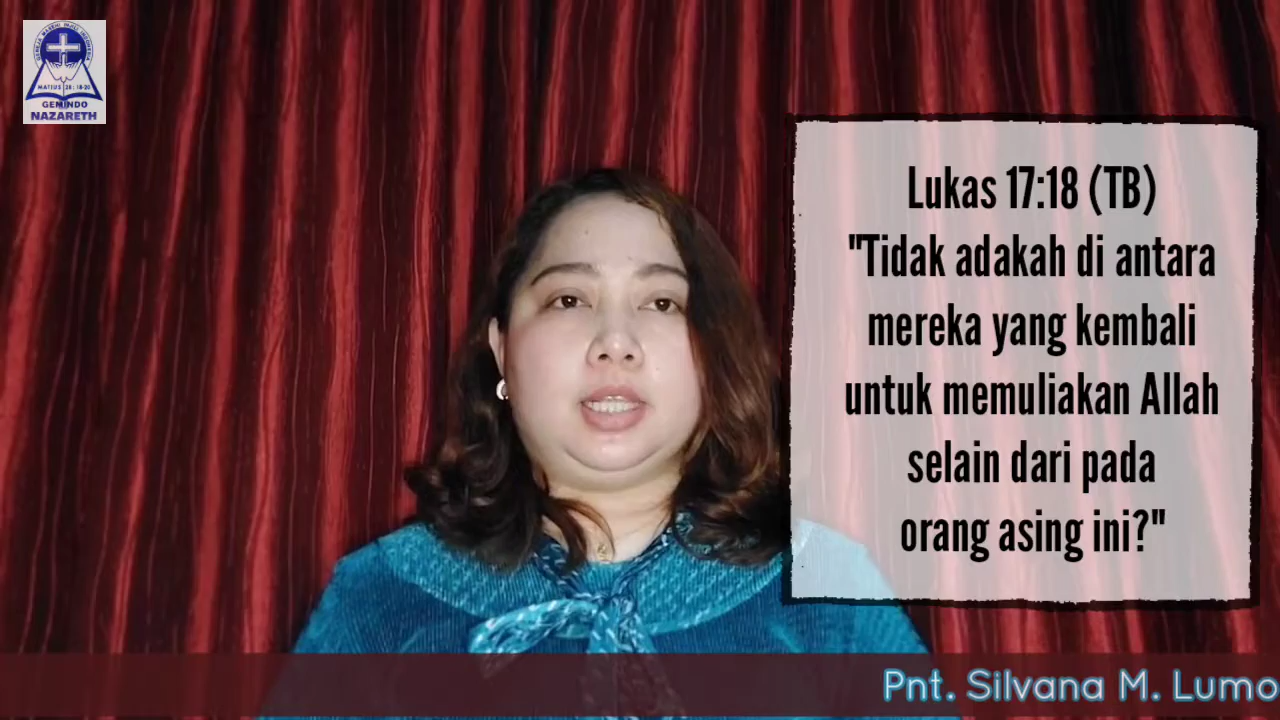 MATIUS 28:18-20
GEMINDO
NAZARETH
Lukas 17:18 (TB)
"Tidak adakah di antara
mereka yang kembali
untuk memuliakan Allah
selain dari pada
orang asing ini?"
Pnt. Silvana M. Lumo